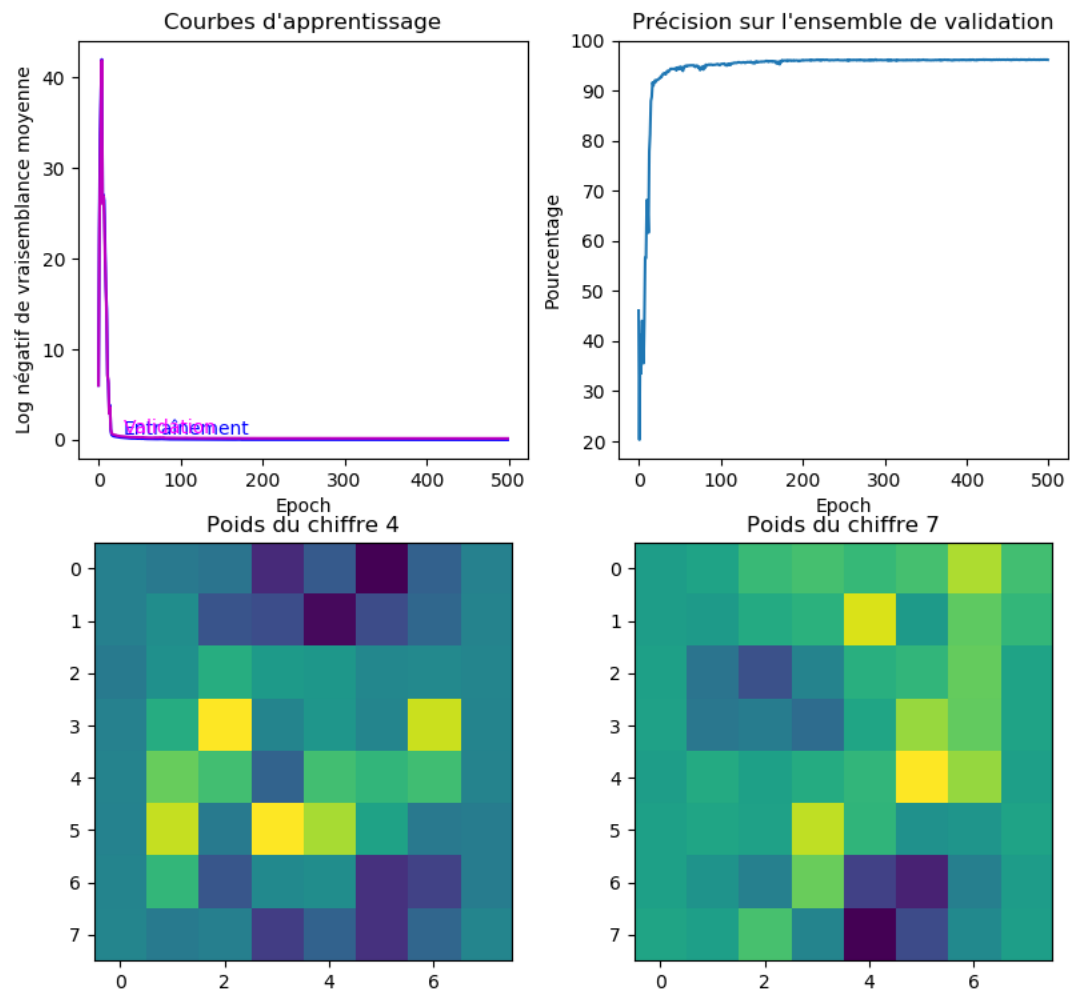 Courbes d'apprentissage
Log négatif de vraisemblance moyenne
40
30
20
10
0
Validation
Entraînement
0 100 200 300 400 500
Epoch
Précision sur l'ensemble de validation
Pourcentage
100
90
80
70
60
50
40
30
20
0 100 200 300 400 500
Epoch
Poids du chiffre 4
0
1
2
3
4
5
6
7
0 2 4 6
Poids du chiffre 7
0
1
2
3
4
5
6
7
0 2 4 6